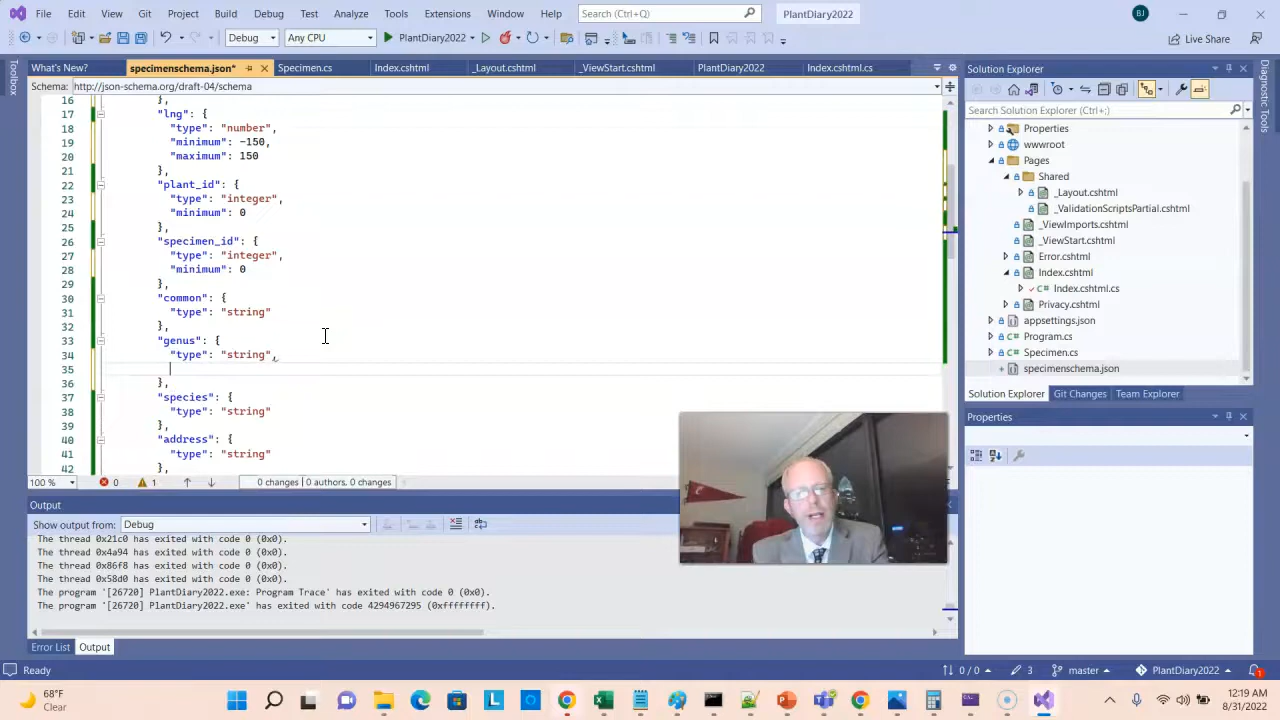 File Edit View Git Project Build Debug Test Analyze Tools Extensions Window Help Search (Ctrl+;) PlantDiary2022 BJ
Debug Any CPU PlantDiary2022 Live Share
What's New? specimenschema.json* Specimen.cs Index.cshtml _Layout.cshtml _ViewStart.cshtml PlantDiary2022 Index.cshtml.cs
Schema: http://json-schema.org/draft-04/schema
16 },
17 "lng": {
18 "type": "number",
19 "minimum": -150,
20 "maximum": 150
21 },
22 "plant_id": {
23 "type": "integer",
24 "minimum": 0
25 },
26 "specimen_id": {
27 "type": "integer",
28 "minimum": 0
29 },
30 "common": {
31 "type": "string"
32 },
33 "genus": {
34 "type": "string",
35
36 },
37 "species": {
38 "type": "string"
39 },
40 "address": {
41 "type": "string"
42 },
100 % 0 1 0 changes | 0 authors, 0 changes
Output
Show output from: Debug
The thread 0x21c0 has exited with code 0 (0x0).
The thread 0x4a94 has exited with code 0 (0x0).
The thread 0x86f8 has exited with code 0 (0x0).
The thread 0x58d0 has exited with code 0 (0x0).
The program '[26720] PlantDiary2022.exe: Program Trace' has exited with code 0 (0x0).
The program '[26720] PlantDiary2022.exe' has exited with code 4294967295 (0xffffffff).
Error List Output
Toolbox
Solution Explorer
Search Solution Explorer (Ctrl+;)
Properties
wwwroot
Pages
Shared
_Layout.cshtml
_ValidationScriptsPartial.cshtml
_ViewImports.cshtml
_ViewStart.cshtml
Error.cshtml
Index.cshtml
C# Index.cshtml.cs
Privacy.cshtml
appsettings.json
C# Program.cs
C# Specimen.cs
specimenschema.json
Solution Explorer Git Changes Team Explorer
Properties
Diagnostic Tools
Ready 0 / 0 3 master PlantDiary2022 1
68°F
Clear
12:19 AM
8/31/2022